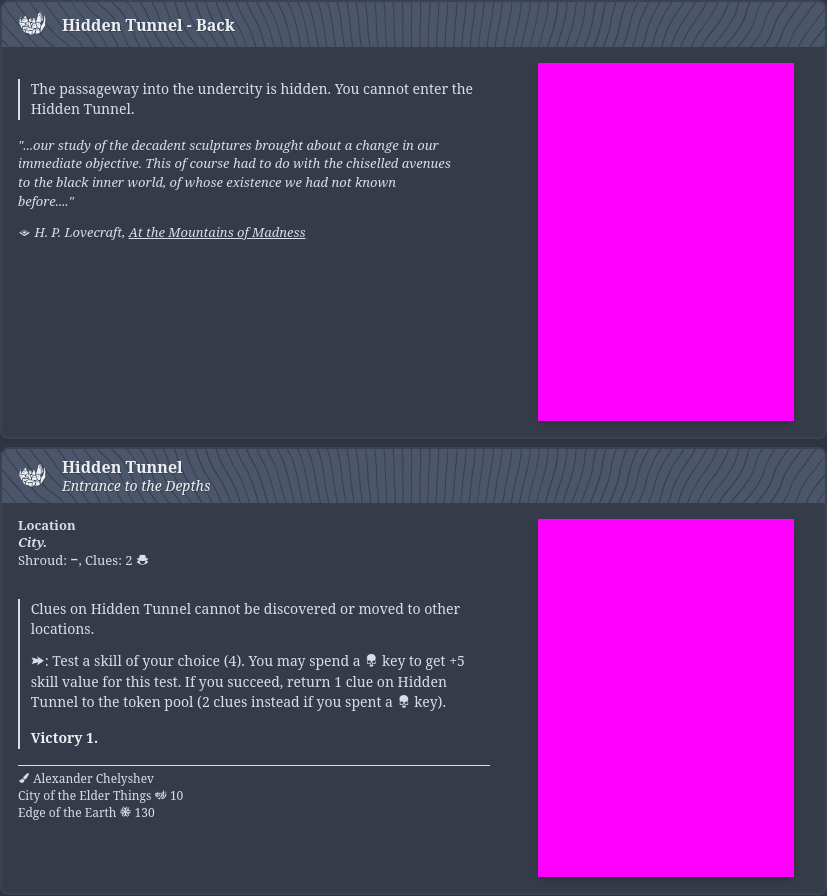 Hidden Tunnel - Back
The passageway into the undercity is hidden. You cannot enter the
Hidden Tunnel.
"...our study of the decadent sculptures brought about a change in our
immediate objective. This of course had to do with the chiselled avenues
to the black inner world, of whose existence we had not known
before...."
H. P. Lovecraft, At the Mountains of Madness
Hidden Tunnel
Entrance to the Depths
Location
City.
Shroud: –, Clues: 2
Clues on Hidden Tunnel cannot be discovered or moved to other
locations.
: Test a skill of your choice (4). You may spend a key to get +5
skill value for this test. If you succeed, return 1 clue on Hidden
Tunnel to the token pool (2 clues instead if you spent a key).
Victory 1.
Alexander Chelyshev
City of the Elder Things 10
Edge of the Earth 130